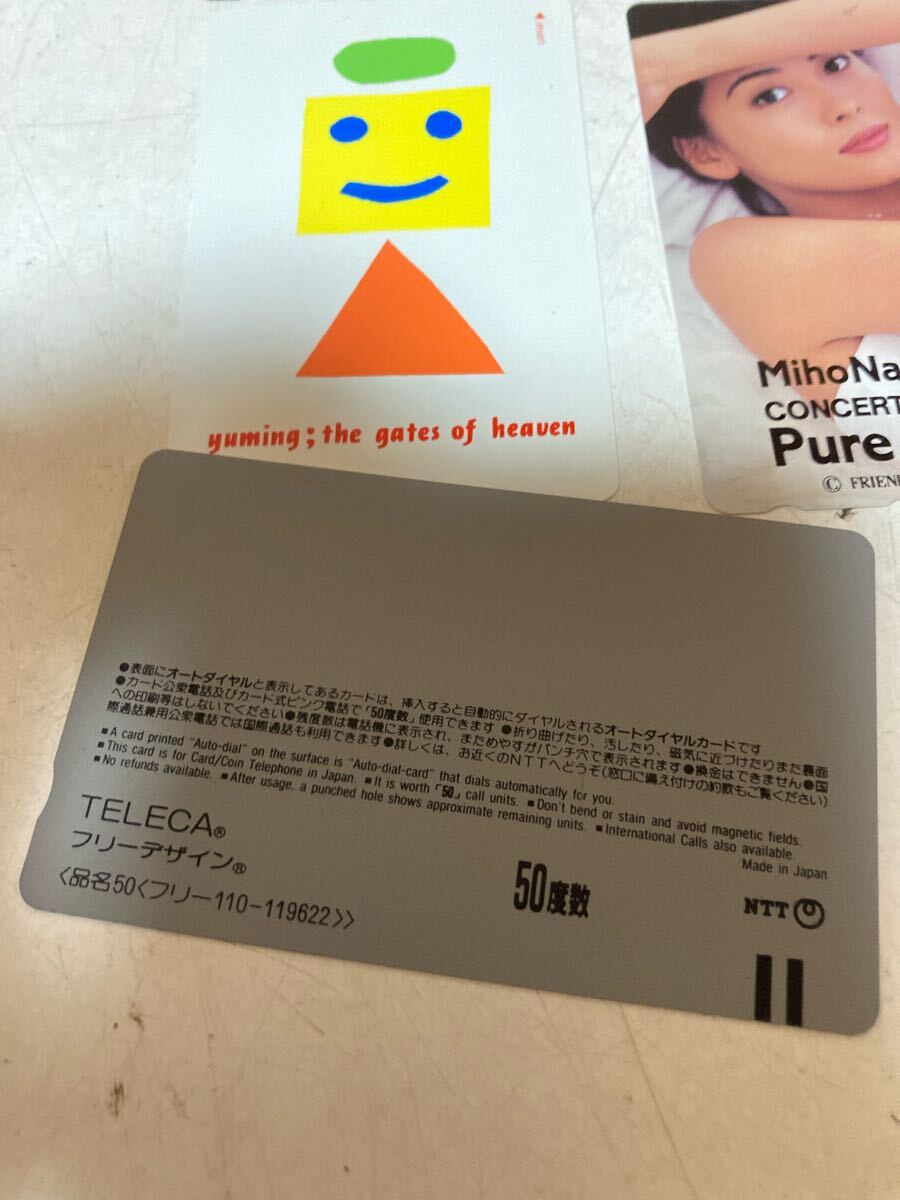 yuming ; the gates of heaven
MihoNa
CONCERT
Pure
© FRIEN
●表面にオートダイヤルと表示してあるカードは、挿入すると自動的にダイヤルされるオートダイヤルカードです
●カード公衆電話及びカード式ピンク電話で「50度数」使用できます ●折り曲げたり、汚したり、磁気に近づけたりまた裏面
への印刷等はしないでください●残度数は電話機に表示され、まためやすがパンチ穴で表示されます●換金はできません●国
際通話兼用公衆電話では国際通話も利用できます●詳しくは、お近くのNTTへどうぞ(窓口に備え付けの約款もご覧ください)
■A card printed "Auto-dial" on the surface is "Auto-dial-card" that dials automatically for you.
■This card is for Card/Coin Telephone in Japan. ■It is worth「50」call units. ■Don't bend or stain and avoid magnetic fields.
■No refunds available. ■After usage, a punched hole shows approximate remaining units. ■International Calls also available.
Made in Japan
TELECA®
フリーデザイン®
〈品名50〈フリー110-119622〉〉
50度数
NTT